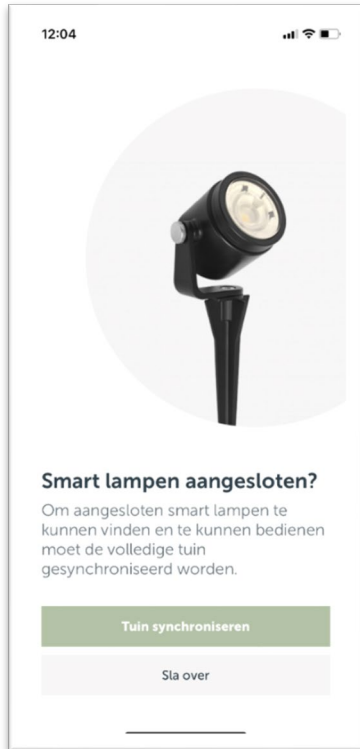 12:04
Smart lampen aangesloten?
Om aangesloten smart lampen te
kunnen vinden en te kunnen bedienen
moet de volledige tuin
gesynchroniseerd worden.
Tuin synchroniseren
Sla over